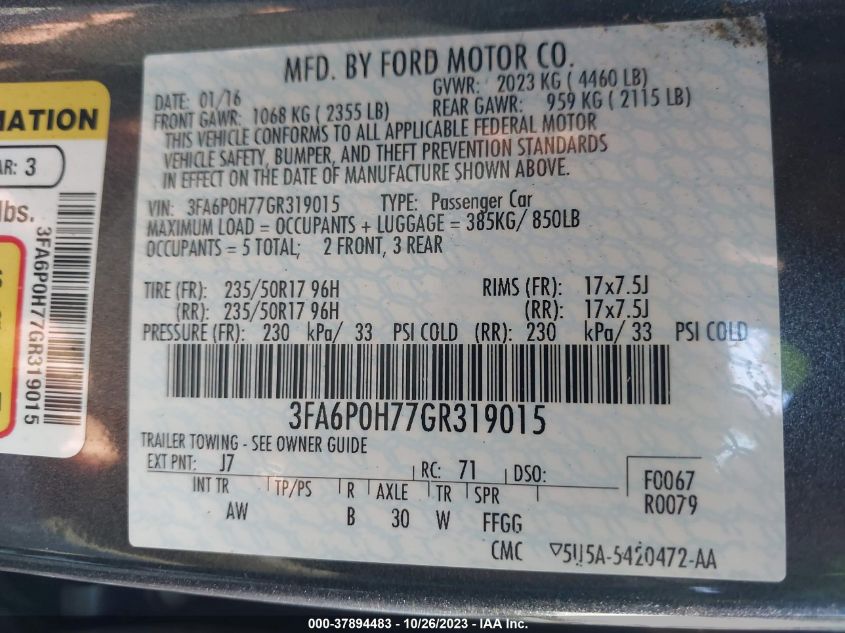 MFD. BY FORD MOTOR CO.
DATE: 01/16 GVWR: 2023 KG ( 4460 LB)
FRONT GAWR: 1068 KG ( 2355 LB) REAR GAWR: 959 KG ( 2115 LB)
THIS VEHICLE CONFORMS TO ALL APPLICABLE FEDERAL MOTOR
VEHICLE SAFETY, BUMPER, AND THEFT PREVENTION STANDARDS
IN EFFECT ON THE DATE OF MANUFACTURE SHOWN ABOVE.
VIN: 3FA6P0H77GR319015 TYPE: Passenger Car
MAXIMUM LOAD = OCCUPANTS + LUGGAGE = 385KG/ 850LB
OCCUPANTS = 5 TOTAL; 2 FRONT, 3 REAR
TIRE (FR): 235/50R17 96H RIMS (FR): 17x7.5J
(RR): 235/50R17 96H (RR): 17x7.5J
PRESSURE (FR): 230 kPa/ 33 PSI COLD (RR): 230 kPa/ 33 PSI COLD
3FA6P0H77GR319015
TRAILER TOWING - SEE OWNER GUIDE
EXT PNT: J7 RC: 71 DSO:
INT TR TP/PS R AXLE TR SPR
AW B 30 W FFGG
F0067
R0079
CMC ▽5U5A-5420472-AA
MATION
AR: 3
lbs.
3FA6P0H77GR319015
000-37894483 - 10/26/2023 - IAA Inc.